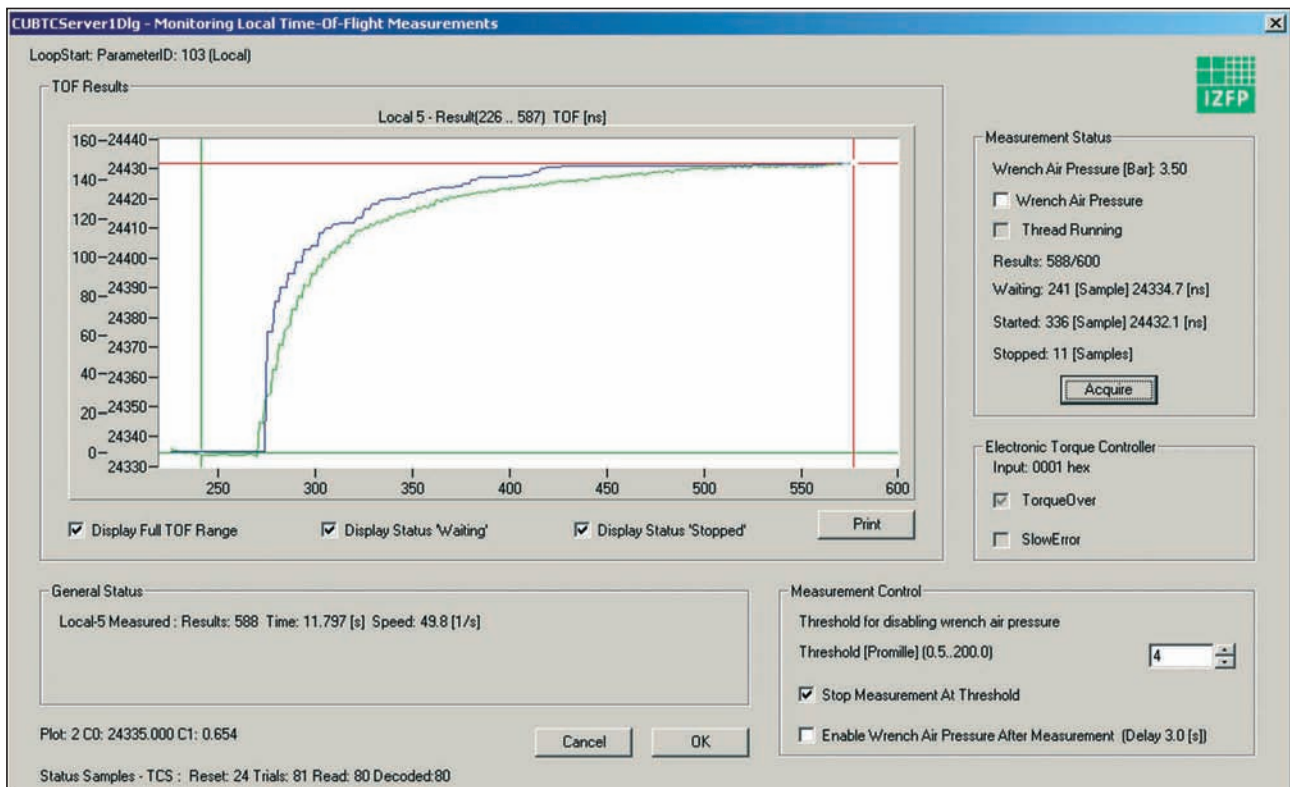 CUBTCServer1Dlg - Monitoring Local Time-Of-Flight Measurements
LoopStart: ParameterID: 103 (Local)
IZFP
TOF Results
Local 5 - Result(226 .. 587) TOF [ns]
160 24440
24430
140
24420
120
24410
100 24400
24390
80
24380
60
24370
40 24360
20 24350
24340
0
24330
250 300 350 400 450 500 550 600
Display Full TOF Range
Display Status 'Waiting'
Display Status 'Stopped'
Print
Measurement Status
Wrench Air Pressure [Bar]: 3.50
Wrench Air Pressure
Thread Running
Results: 588/600
Waiting: 241 [Sample] 24334.7 [ns]
Started: 336 [Sample] 24432.1 [ns]
Stopped: 11 [Samples]
Acquire
Electronic Torque Controller
Input: 0001 hex
TorqueOver
SlowError
General Status
Local-5 Measured : Results: 588 Time: 11.797 [s] Speed: 49.8 [1/s]
Measurement Control
Threshold for disabling wrench air pressure
Threshold [Promille] (0.5..200.0)
4
Stop Measurement At Threshold
Enable Wrench Air Pressure After Measurement (Delay 3.0 [s])
Plot: 2 C0: 24335.000 C1: 0.654
Cancel
OK
Status Samples - TCS : Reset: 24 Trials: 81 Read: 80 Decoded:80